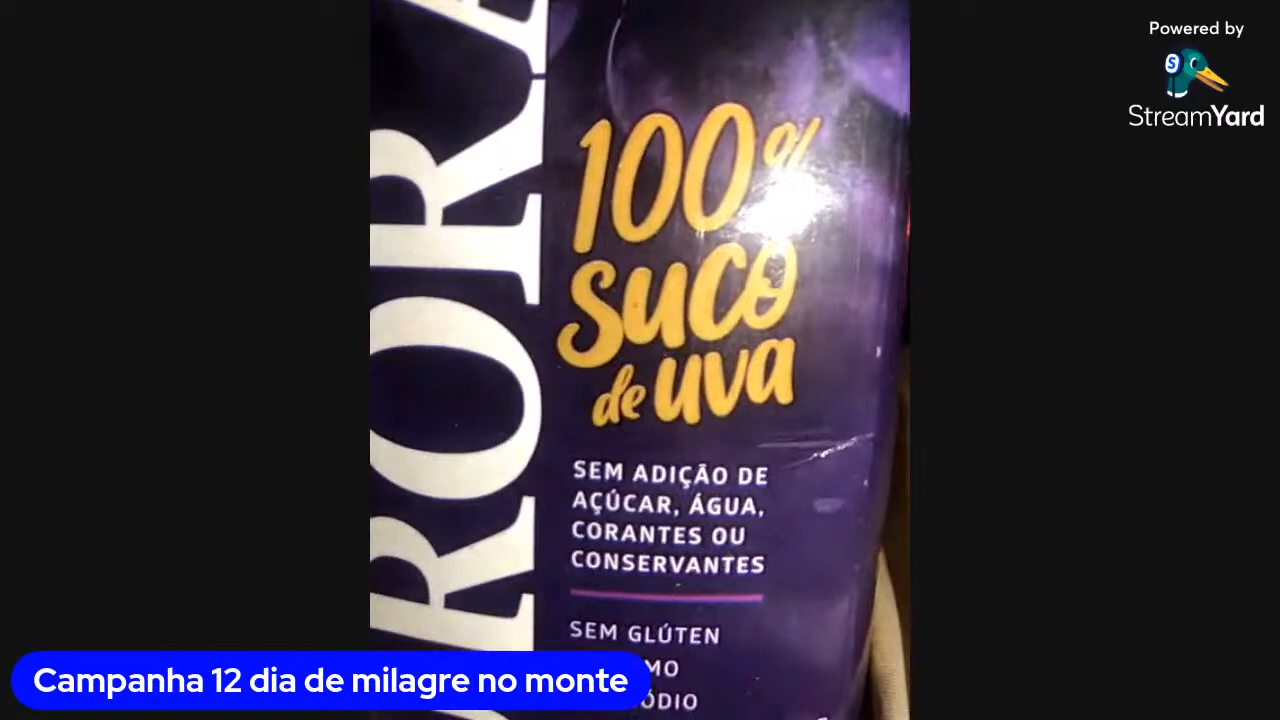 Powered by
StreamYard
100%
suco
de uva
SEM ADIÇÃO DE
AÇÚCAR, ÁGUA,
CORANTES OU
CONSERVANTES
SEM GLÚTEN
Campanha 12 dia de milagre no monte